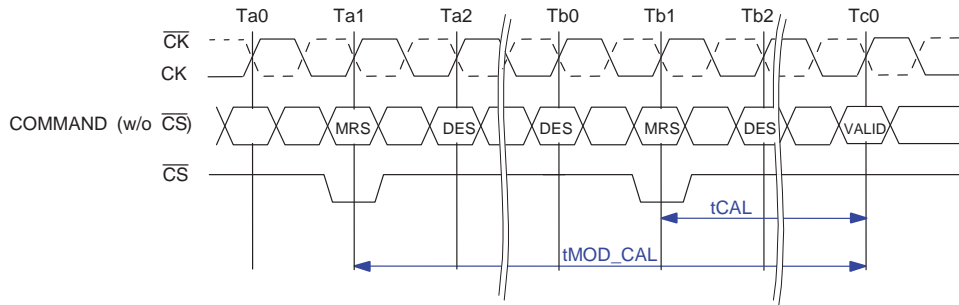 Ta0 Ta1 Ta2 Tb0 Tb1 Tb2 Tc0
CK
CK
COMMAND (w/o CS)
MRS DES DES MRS DES VALID
CS
tCAL
tMOD_CAL